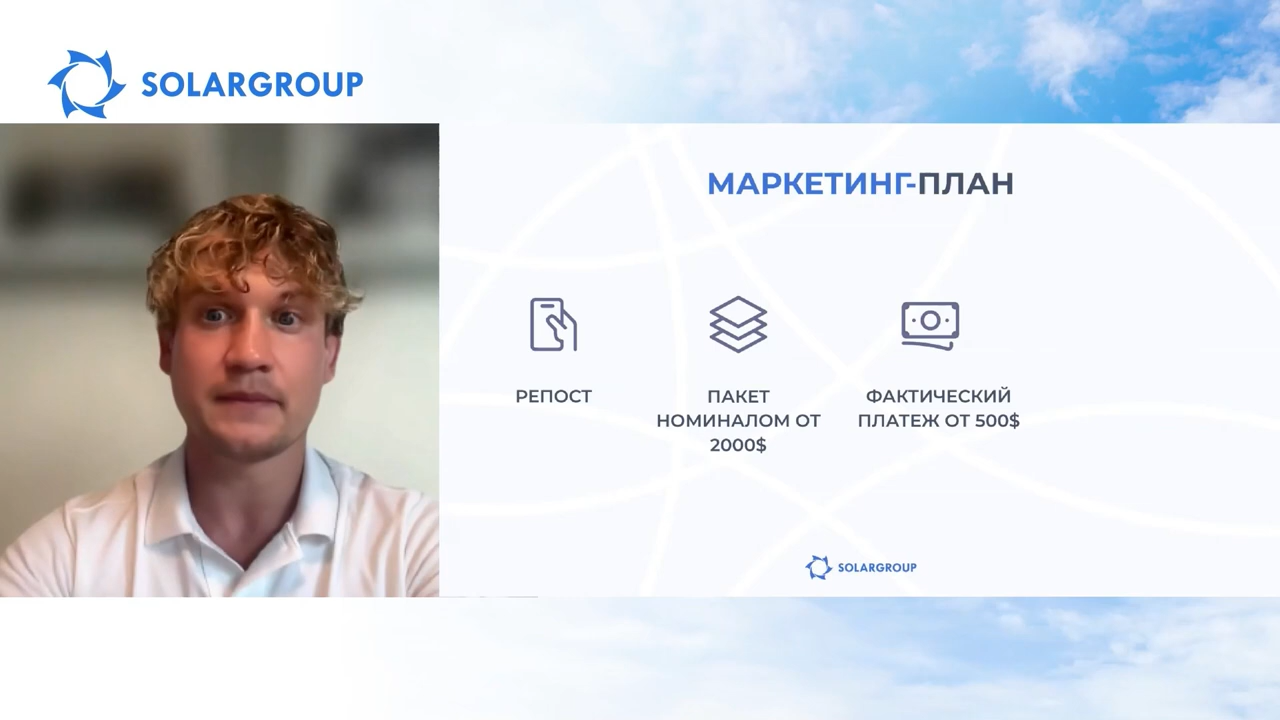 SOLARGROUP
МАРКЕТИНГ-ПЛАН
РЕПОСТ
ПАКЕТ
НОМИНАЛОМ ОТ
2000$
ФАКТИЧЕСКИЙ
ПЛАТЕЖ ОТ 500$
SOLARGROUP